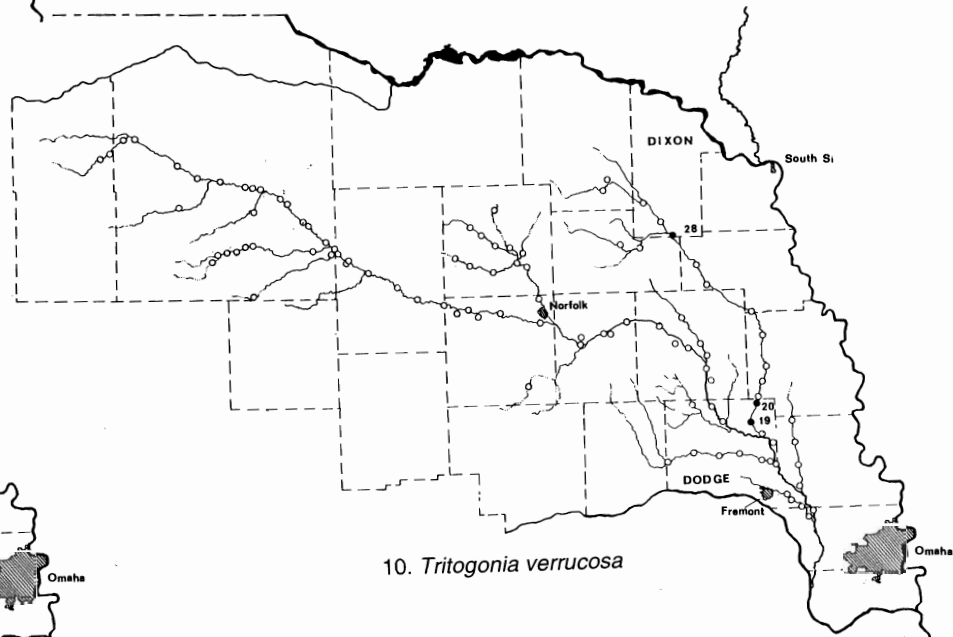 DIXON
South Si
28
Norfolk
20
19
DODGE
Fremont
Omaha
Omaha
10. Tritogonia verrucosa